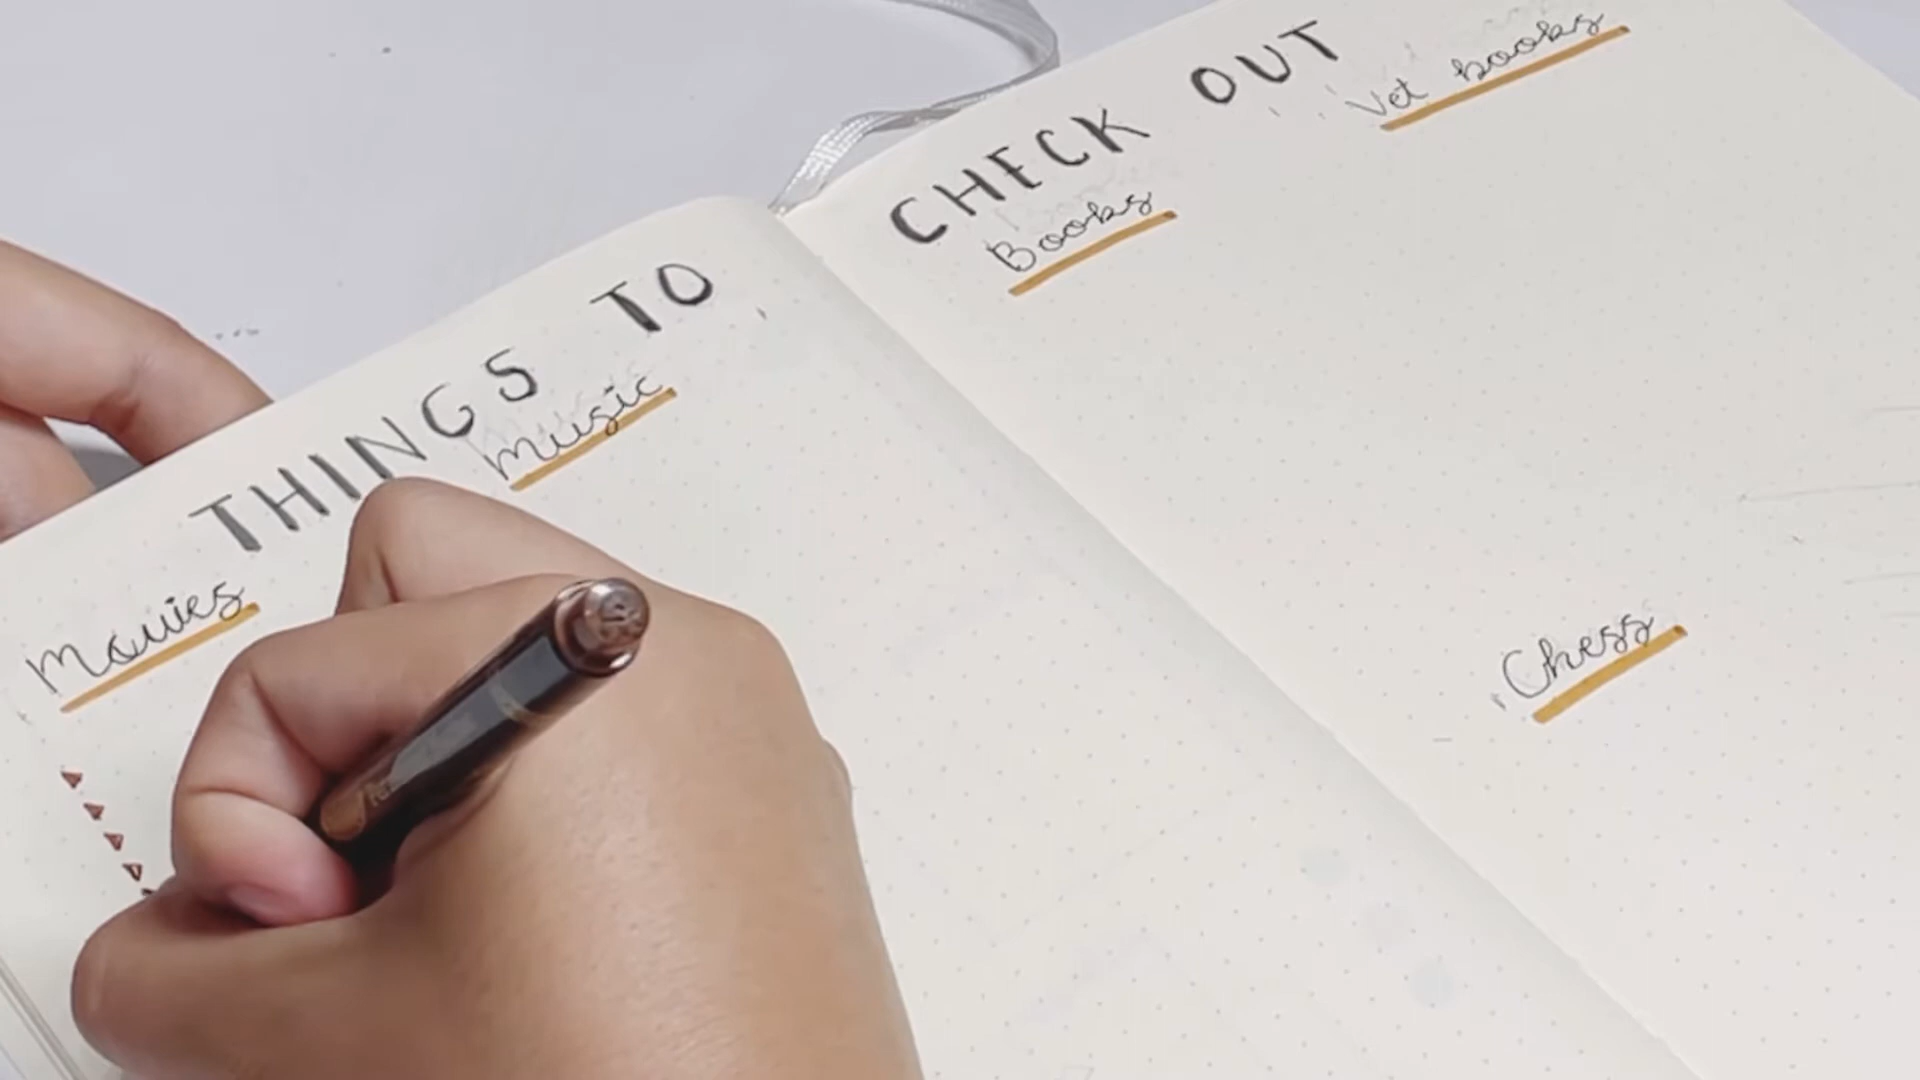 THINGS TO
Movies
Music
CHECK OUT
Books
Vet books
Chess